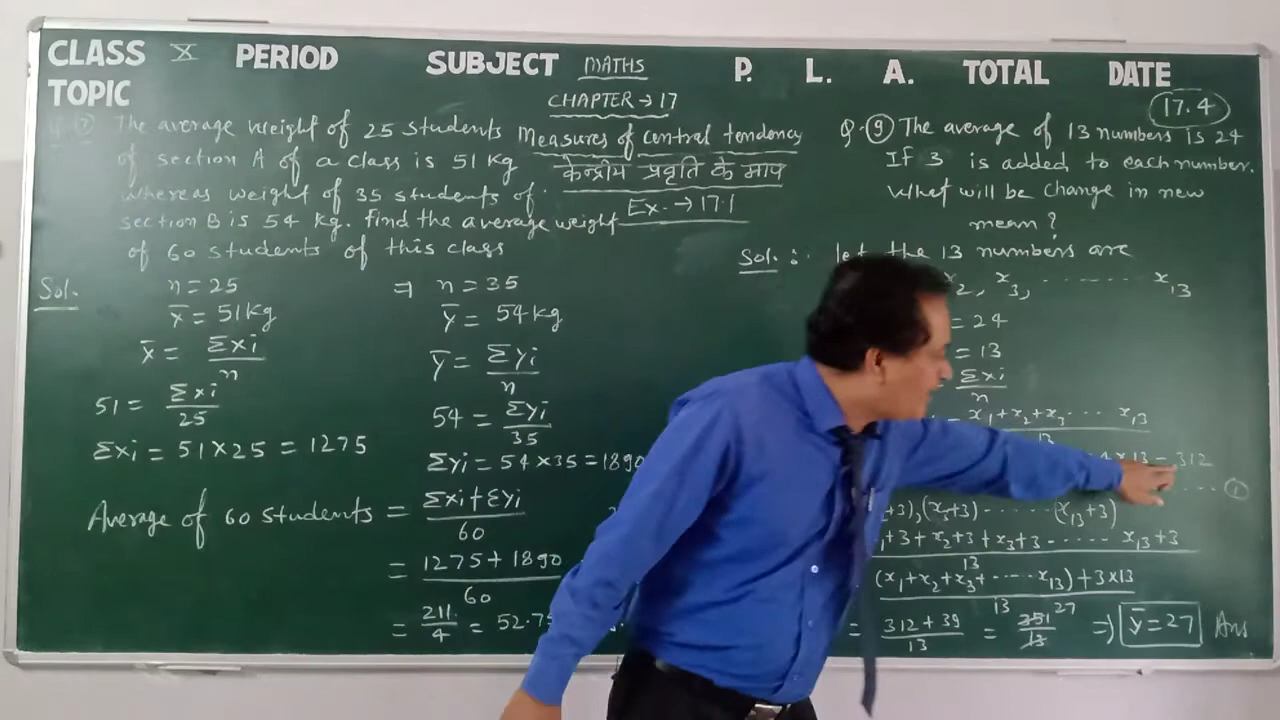 CLASS X PERIOD SUBJECT MATHS P. L. A. TOTAL DATE
TOPIC
CHAPTER → 17
17.4
Measures of central tendency
केन्द्रीय प्रवृति के माप
Ex. → 17.1
Q. 7 The average weight of 25 students
of section A of a class is 51 kg
whereas weight of 35 students of
section B is 54 kg. find the average weight
of 60 students of this class
Sol. n = 25
x̄ = 51 kg
x̄ = Σxi / n
51 = Σxi / 25
Σxi = 51 × 25 = 1275
⇒ n = 35
ȳ = 54 kg
ȳ = Σyi / n
54 = Σyi / 35
Σyi = 54 × 35 = 1890
Average of 60 students = Σxi + Σyi / 60
= 1275 + 1890 / 60
= 211 / 4 = 52.75
Q. 9 The average of 13 numbers is 24
If 3 is added to each number.
What will be change in new
mean?
Sol. : let the 13 numbers are
x2, x3, ....... x13
= 24
= 13
Σxi / n
= x1 + x2 + x3 .... x13 / 13
× 13 = 312
.... 1
+3), (x3+3) ...... (x13+3)
+3 + x2+3 + x3+3 ...... x13+3 / 13
(x1 + x2 + x3 + ..... x13) + 3×13 / 13
= 312 + 39 / 13 = 351 / 13 27 ⇒ ȳ = 27 Ans